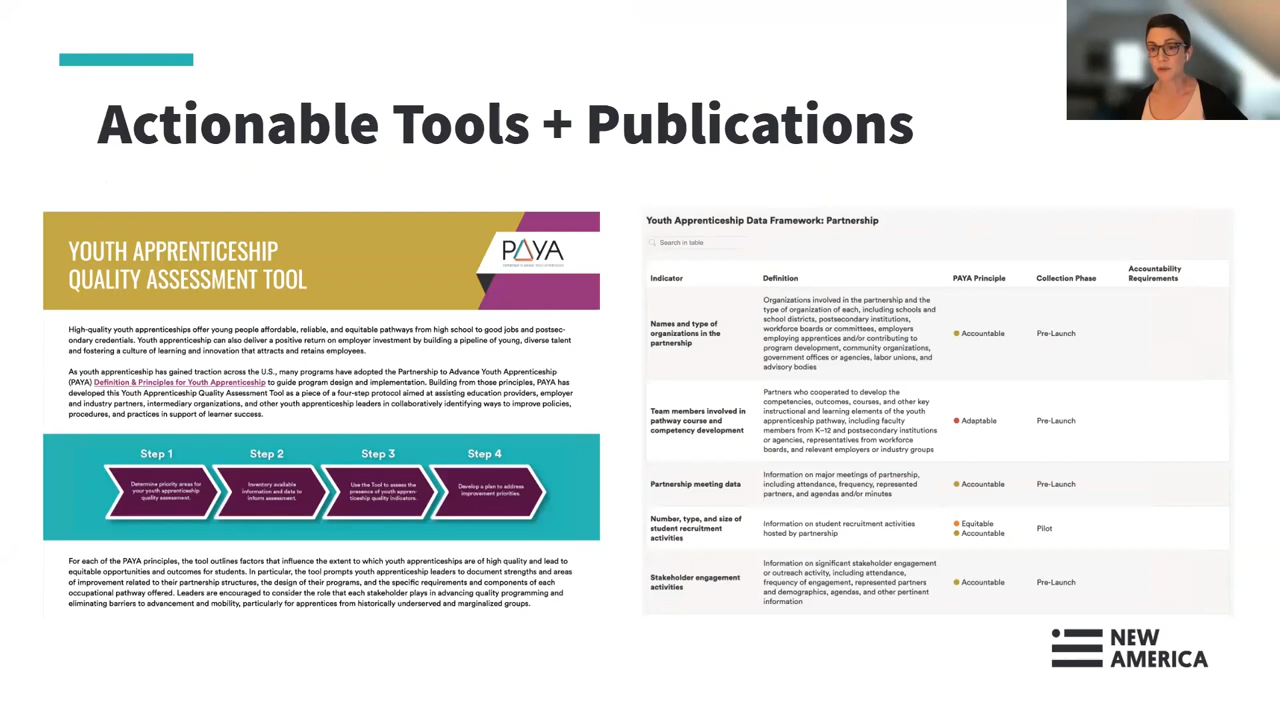 Actionable Tools + Publications
YOUTH APPRENTICESHIP
QUALITY ASSESSMENT TOOL
PAYA
High-quality youth apprenticeships offer young people affordable, reliable, and equitable pathways from high school to good jobs and postsec-
ondary credentials. Youth apprenticeship can also deliver a positive return on employer investment by building a pipeline of young, diverse talent
and fostering a culture of learning and innovation that attracts and retains employees.
As youth apprenticeship has gained traction across the U.S., many programs have adopted the Partnership to Advance Youth Apprenticeship
(PAYA) Definition & Principles for Youth Apprenticeship to guide program design and implementation. Building from those principles, PAYA has
developed this Youth Apprenticeship Quality Assessment Tool as a piece of a four-step protocol aimed at assisting education providers, employer
and industry partners, intermediary organizations, and other youth apprenticeship leaders in collaboratively identifying ways to improve policies,
procedures, and practices in support of learner success.
Step 1
Step 2
Step 3
Step 4
Determine priority areas for
your youth apprenticeship
quality assessment.
Inventory available
information and data to
inform assessment.
Use the Tool to assess the
presence of youth appren-
ticeship quality indicators.
Develop a plan to address
improvement priorities.
For each of the PAYA principles, the tool outlines factors that influence the extent to which youth apprenticeships are of high quality and lead to
equitable opportunities and outcomes for students. In particular, the tool prompts youth apprenticeship leaders to document strengths and areas
of improvement related to their partnership structures, the design of their programs, and the specific requirements and components of each
occupational pathway offered. Leaders are encouraged to consider the role that each stakeholder plays in advancing quality programming and
eliminating barriers to advancement and mobility, particularly for apprentices from historically underserved and marginalized groups.
Youth Apprenticeship Data Framework: Partnership
Search in table
Indicator
Definition
PAYA Principle
Collection Phase
Accountability
Requirements
Names and type of
organizations in the
partnership
Organizations involved in the partnership and the
type of organization of each, including schools and
school districts, postsecondary institutions,
workforce boards or committees, employers
employing apprentices and/or contributing to
program development, community organizations,
government offices or agencies, labor unions, and
advisory bodies
Accountable
Pre-Launch
Team members involved in
pathway course and
competency development
Partners who cooperated to develop the
competencies, outcomes, courses, and other key
instructional and learning elements of the youth
apprenticeship pathway, including faculty
members from K–12 and postsecondary institutions
or agencies, representatives from workforce
boards, and relevant employers or industry groups
Adaptable
Pre-Launch
Partnership meeting data
Information on major meetings of partnership,
including attendance, frequency, represented
partners, and agendas and/or minutes
Accountable
Pre-Launch
Number, type, and size of
student recruitment
activities
Information on student recruitment activities
hosted by partnership
Equitable
Accountable
Pilot
Stakeholder engagement
activities
Information on significant stakeholder engagement
or outreach activity, including attendance,
frequency of engagement, represented partners
and demographics, agendas, and other pertinent
information
Accountable
Pre-Launch
NEW
AMERICA